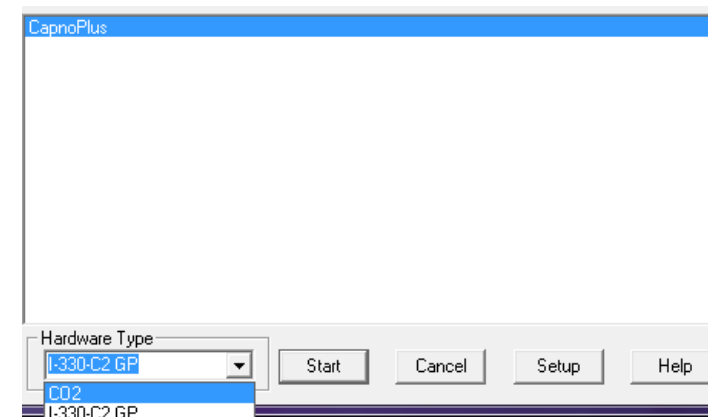 CapnoPlus
Hardware Type
I-330-C2 GP
Start
Cancel
Setup
Help
CO2
I-330-C2 GP